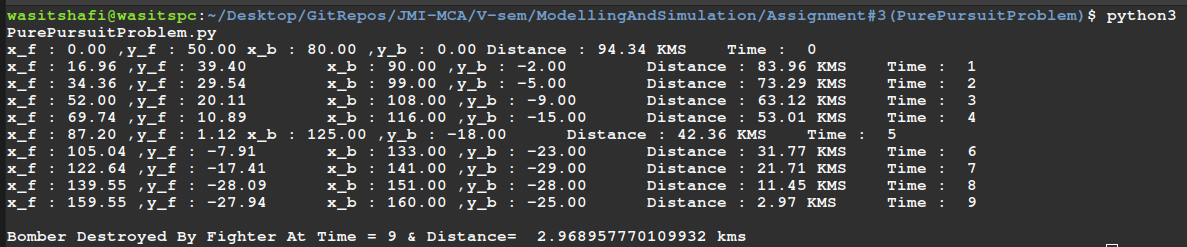 wasitshafi@wasitspc:~/Desktop/GitRepos/JMI-MCA/V-sem/ModellingAndSimulation/Assignment#3(PurePursuitProblem)$ python3
PurePursuitProblem.py
x_f : 0.00 ,y_f : 50.00 x_b : 80.00 ,y_b : 0.00 Distance : 94.34 KMS    Time :  0
x_f : 16.96 ,y_f : 39.40        x_b : 90.00 ,y_b : -2.00        Distance : 83.96 KMS    Time :  1
x_f : 34.36 ,y_f : 29.54        x_b : 99.00 ,y_b : -5.00        Distance : 73.29 KMS    Time :  2
x_f : 52.00 ,y_f : 20.11        x_b : 108.00 ,y_b : -9.00       Distance : 63.12 KMS    Time :  3
x_f : 69.74 ,y_f : 10.89        x_b : 116.00 ,y_b : -15.00      Distance : 53.01 KMS    Time :  4
x_f : 87.20 ,y_f : 1.12 x_b : 125.00 ,y_b : -18.00      Distance : 42.36 KMS    Time :  5
x_f : 105.04 ,y_f : -7.91       x_b : 133.00 ,y_b : -23.00      Distance : 31.77 KMS    Time :  6
x_f : 122.64 ,y_f : -17.41      x_b : 141.00 ,y_b : -29.00      Distance : 21.71 KMS    Time :  7
x_f : 139.55 ,y_f : -28.09      x_b : 151.00 ,y_b : -28.00      Distance : 11.45 KMS    Time :  8
x_f : 159.55 ,y_f : -27.94      x_b : 160.00 ,y_b : -25.00      Distance : 2.97 KMS     Time :  9
Bomber Destroyed By Fighter At Time = 9 & Distance=  2.968957770109932 kms